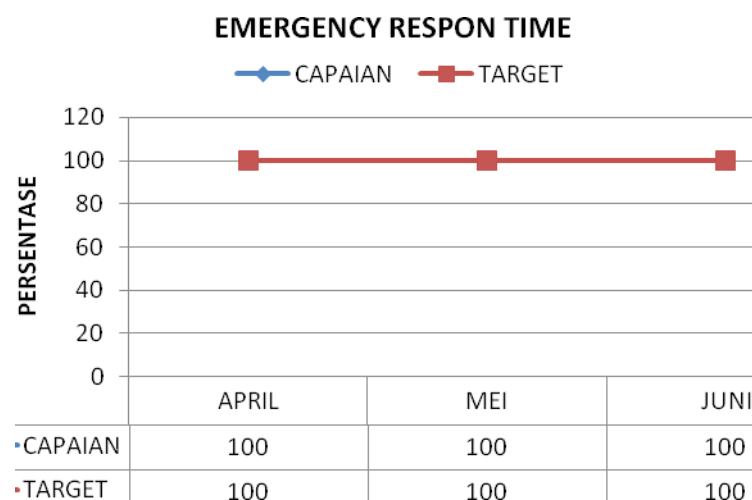 EMERGENCY RESPON TIME
CAPAIAN TARGET
120
100
80
60
40
20
0
PERSENTASE
APRIL MEI JUNI
CAPAIAN 100 100 100
TARGET 100 100 100